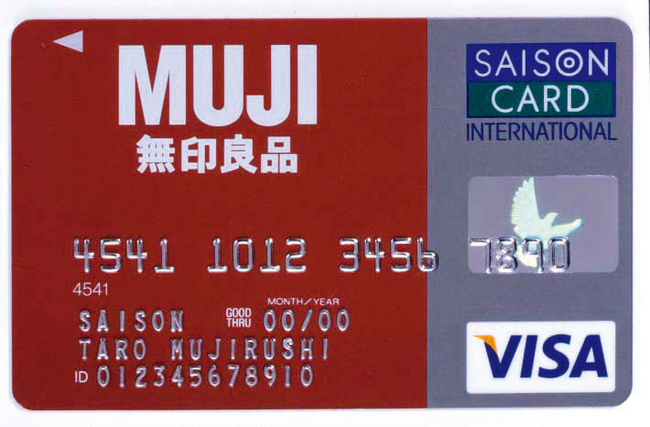 MUJI
無印良品
SAISON
CARD
INTERNATIONAL
4541 1012 3456 7890
4541
MONTH/YEAR
SAISON GOOD THRU 00/00
TARO MUJIRUSHI
ID 012345678910
VISA